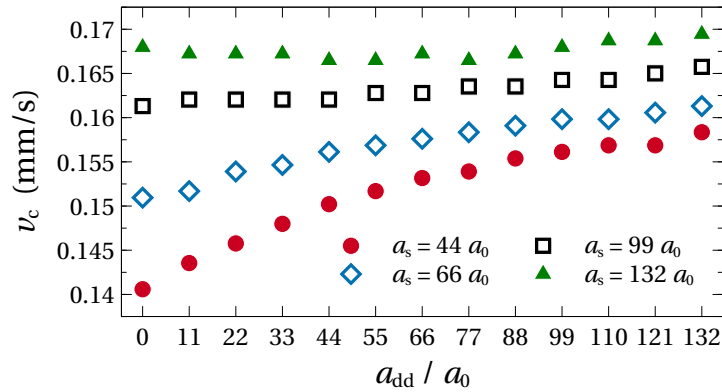 0.17
0.165
0.16
0.155
0.15
0.145
0.14
v_c (mm/s)
a_s = 44 a_0
a_s = 99 a_0
a_s = 66 a_0
a_s = 132 a_0
0 11 22 33 44 55 66 77 88 99 110 121 132
a_dd / a_0